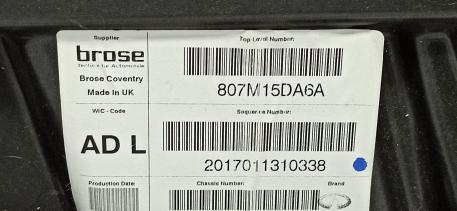 Supplier
brose
Technik für Automobile
Brose Coventry
Made in UK
Top-Level Number:
807M15DA6A
WIC - Code
AD L
Sequence Number:
2017011310338
Production Date:
Chassis Number:
Brand